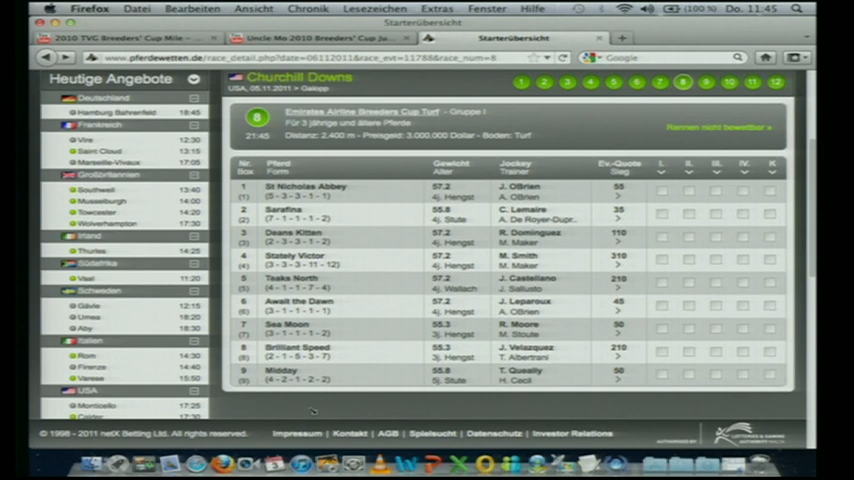 Firefox Datei Bearbeiten Ansicht Chronik Lesezeichen Extras Fenster Hilfe (100 %) Do. 11:45
Starterübersicht
2010 TVG Breeders' Cup Mile – ... Uncle Mo 2010 Breeders' Cup Ju... Starterübersicht
www.pferdewetten.de/race_detail.php?date=06112011&race_evt=11788&race_num=8 Google
Heutige Angebote
Deutschland
Hamburg Bahrenfeld 18:45
Frankreich
Vire 12:30
Saint Cloud 13:15
Marseille-Vivaux 17:05
Großbritannien
Southwell 13:40
Musselburgh 14:00
Towcester 14:20
Wolverhampton 17:30
Irland
Thurles 14:25
Südafrika
Vaal 11:20
Schweden
Gävle 12:15
Umea 18:20
Aby 18:30
Italien
Rom 14:30
Firenze 14:40
Varese 15:50
USA
Monticello 17:25
Calder 17:30
Churchill Downs
USA, 05.11.2011 > Galopp
1 2 3 4 5 6 7 8 9 10 11 12
8 Emirates Airline Breeders Cup Turf - Gruppe I
21:45 Für 3 jährige und ältere Pferde
Distanz: 2.400 m - Preisgeld: 3.000.000 Dollar - Boden: Turf
Rennen nicht bewettbar »
Nr. Pferd Gewicht Jockey Ev.-Quote I. II. III. IV. K
Box Form Alter Trainer Sieg
1 St Nicholas Abbey 57.2 J. OBrien 55
(1) (5 - 3 - 3 - 1 - 1) 4j. Hengst A. OBrien >
2 Sarafina 55.8 C. Lemaire 35
(2) (7 - 1 - 1 - 1 - 2) 4j. Stute A. De Royer-Dupr..
3 Deans Kitten 57.2 R. Dominguez 110
(3) (2 - 3 - 3 - 1 - 2) 4j. Hengst M. Maker >
4 Stately Victor 57.2 M. Smith 310
(4) (3 - 3 - 3 - 11 - 12) 4j. Hengst M. Maker >
5 Teaks North 57.2 J. Castellano 210
(5) (4 - 1 - 1 - 7 - 4) 4j. Wallach J. Sallusto >
6 Await the Dawn 57.2 J. Leparoux 45
(6) (3 - 1 - 1 - 1 - 1) 4j. Hengst A. OBrien >
7 Sea Moon 55.3 R. Moore 50
(7) (3 - 1 - 1 - 1 - 2) 3j. Hengst M. Stoute >
8 Brilliant Speed 55.3 J. Velazquez 210
(8) (2 - 1 - 5 - 3 - 7) 3j. Hengst T. Albertrani >
9 Midday 55.8 T. Queally 50
(9) (4 - 2 - 1 - 2 - 2) 5j. Stute H. Cecil >
© 1998 - 2011 netX Betting Ltd. All rights reserved. Impressum | Kontakt | AGB | Spielsucht | Datenschutz | Investor Relations
AUTHORISED BY LOTTERIES & GAMING